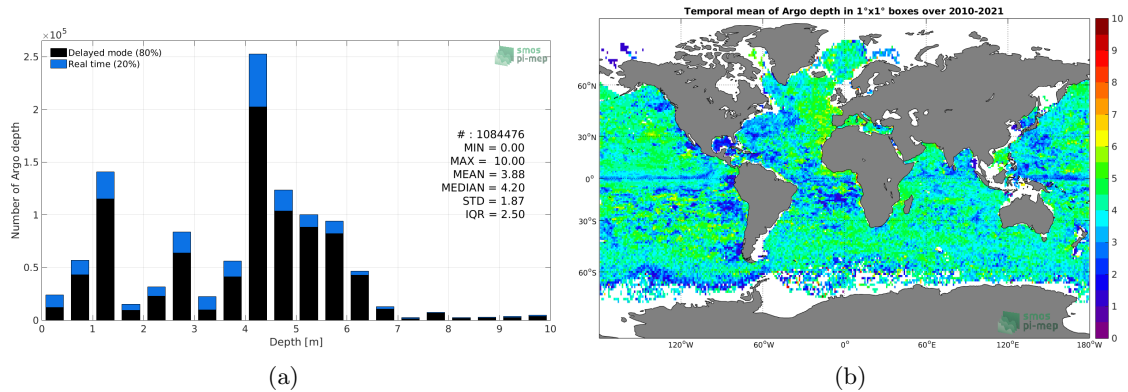 ×10⁵
Delayed mode (80%)
Real time (20%)
smos
pi-mep
2.5
2
1.5
1
0.5
0
Number of Argo depth
# : 1084476
MIN = 0.00
MAX = 10.00
MEAN = 3.88
MEDIAN = 4.20
STD = 1.87
IQR = 2.50
0 1 2 3 4 5 6 7 8 9 10
Depth [m]
(a)
Temporal mean of Argo depth in 1°x1° boxes over 2010-2021
60°N
30°N
0°
30°S
60°S
120°W 60°W 0° 60°E 120°E 180°W
smos
pi-mep
10
9
8
7
6
5
4
3
2
1
0
(b)